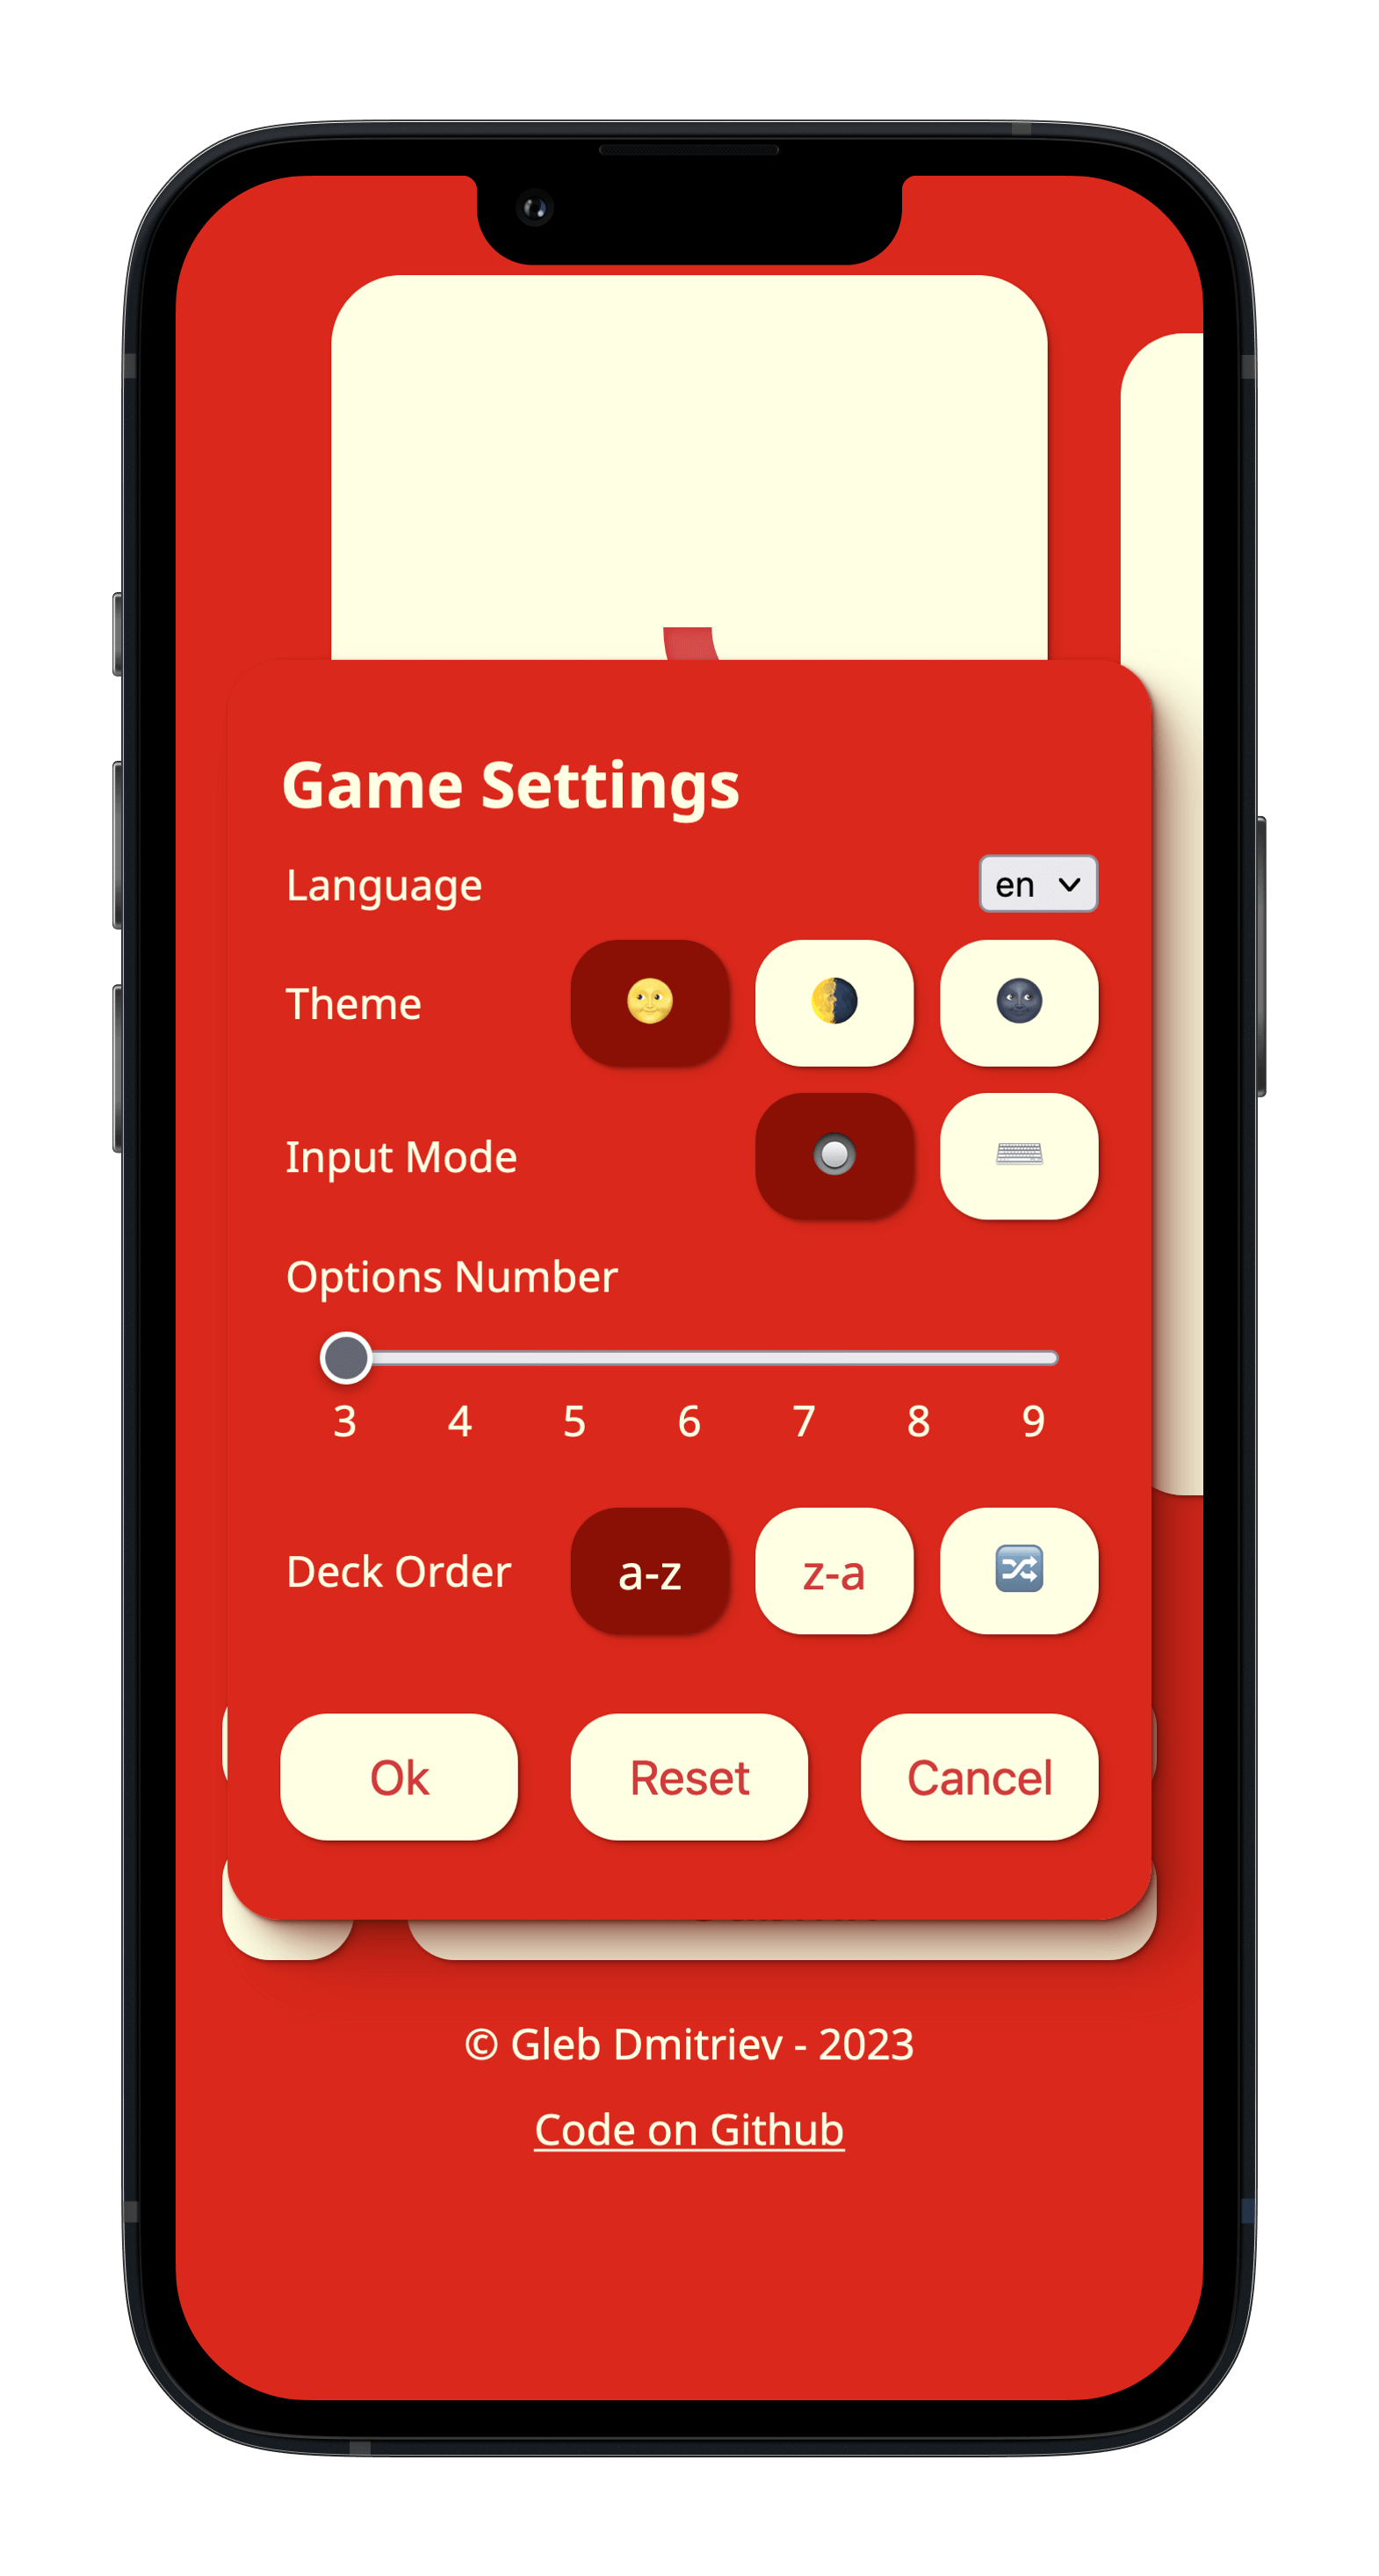 Game Settings
Language en
Theme
Input Mode
Options Number
3 4 5 6 7 8 9
Deck Order a-z z-a
Ok Reset Cancel
© Gleb Dmitriev - 2023
Code on Github